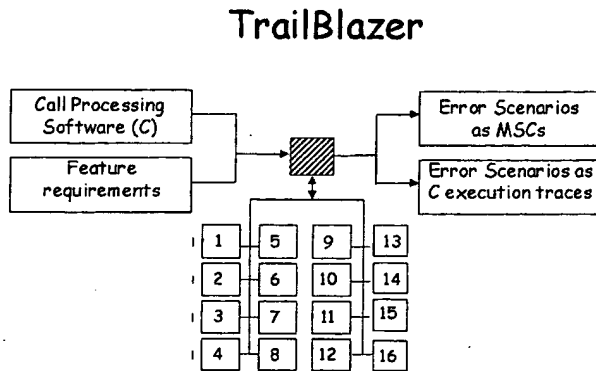 TrailBlazer
Call Processing
Software (C)
Feature
requirements
Error Scenarios
as MSCs
Error Scenarios as
C execution traces
1 5 9 13
2 6 10 14
3 7 11 15
4 8 12 16